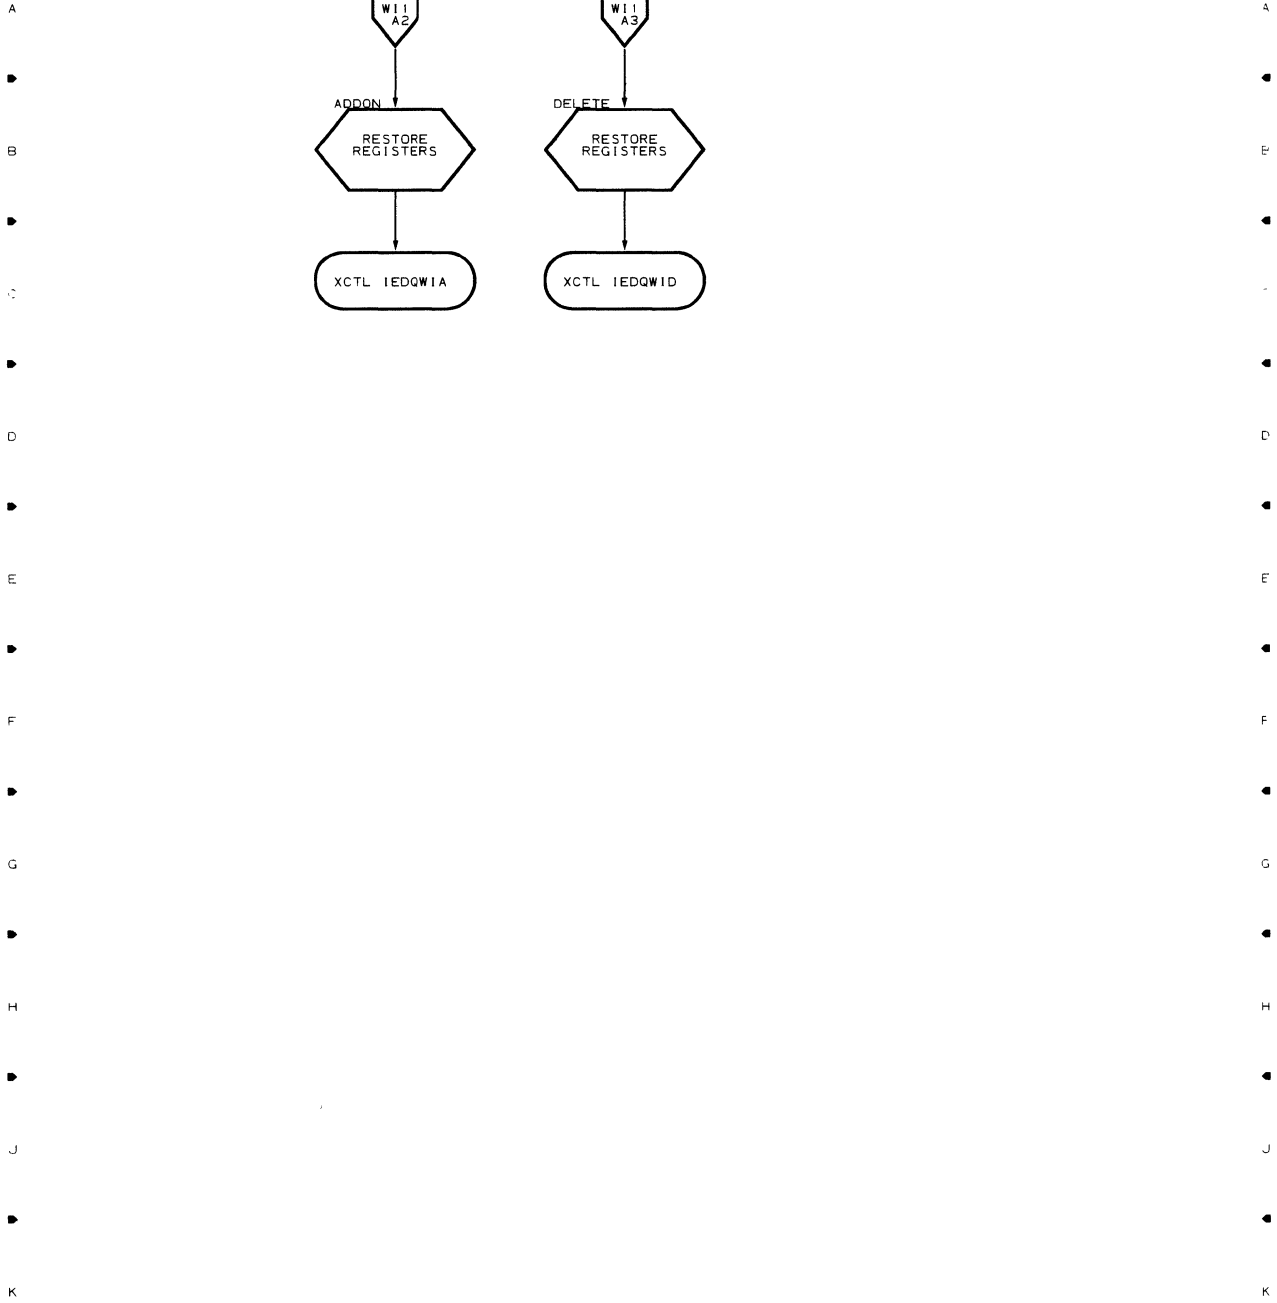 A WI1 WI1 A
A2 A3
ADDON DELETE
RESTORE RESTORE
B REGISTERS REGISTERS
XCTL IEDQWIA XCTL IEDQWID
D D
E E
F F
G G
H H
J J
K K